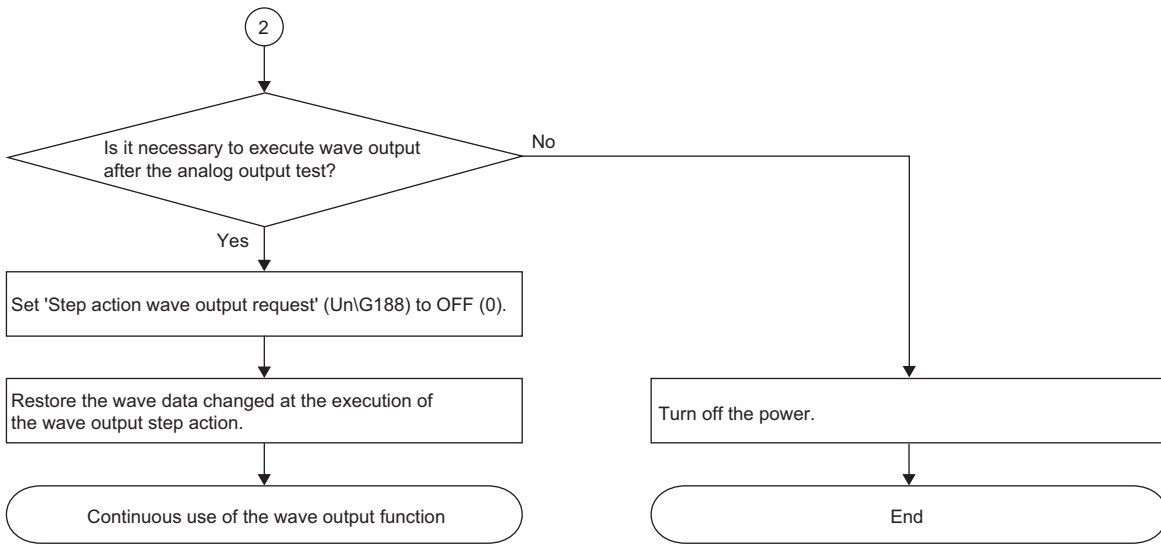 2
Is it necessary to execute wave output
after the analog output test?
No
Yes
Set 'Step action wave output request' (Un\G188) to OFF (0).
Restore the wave data changed at the execution of
the wave output step action.
Turn off the power.
Continuous use of the wave output function
End